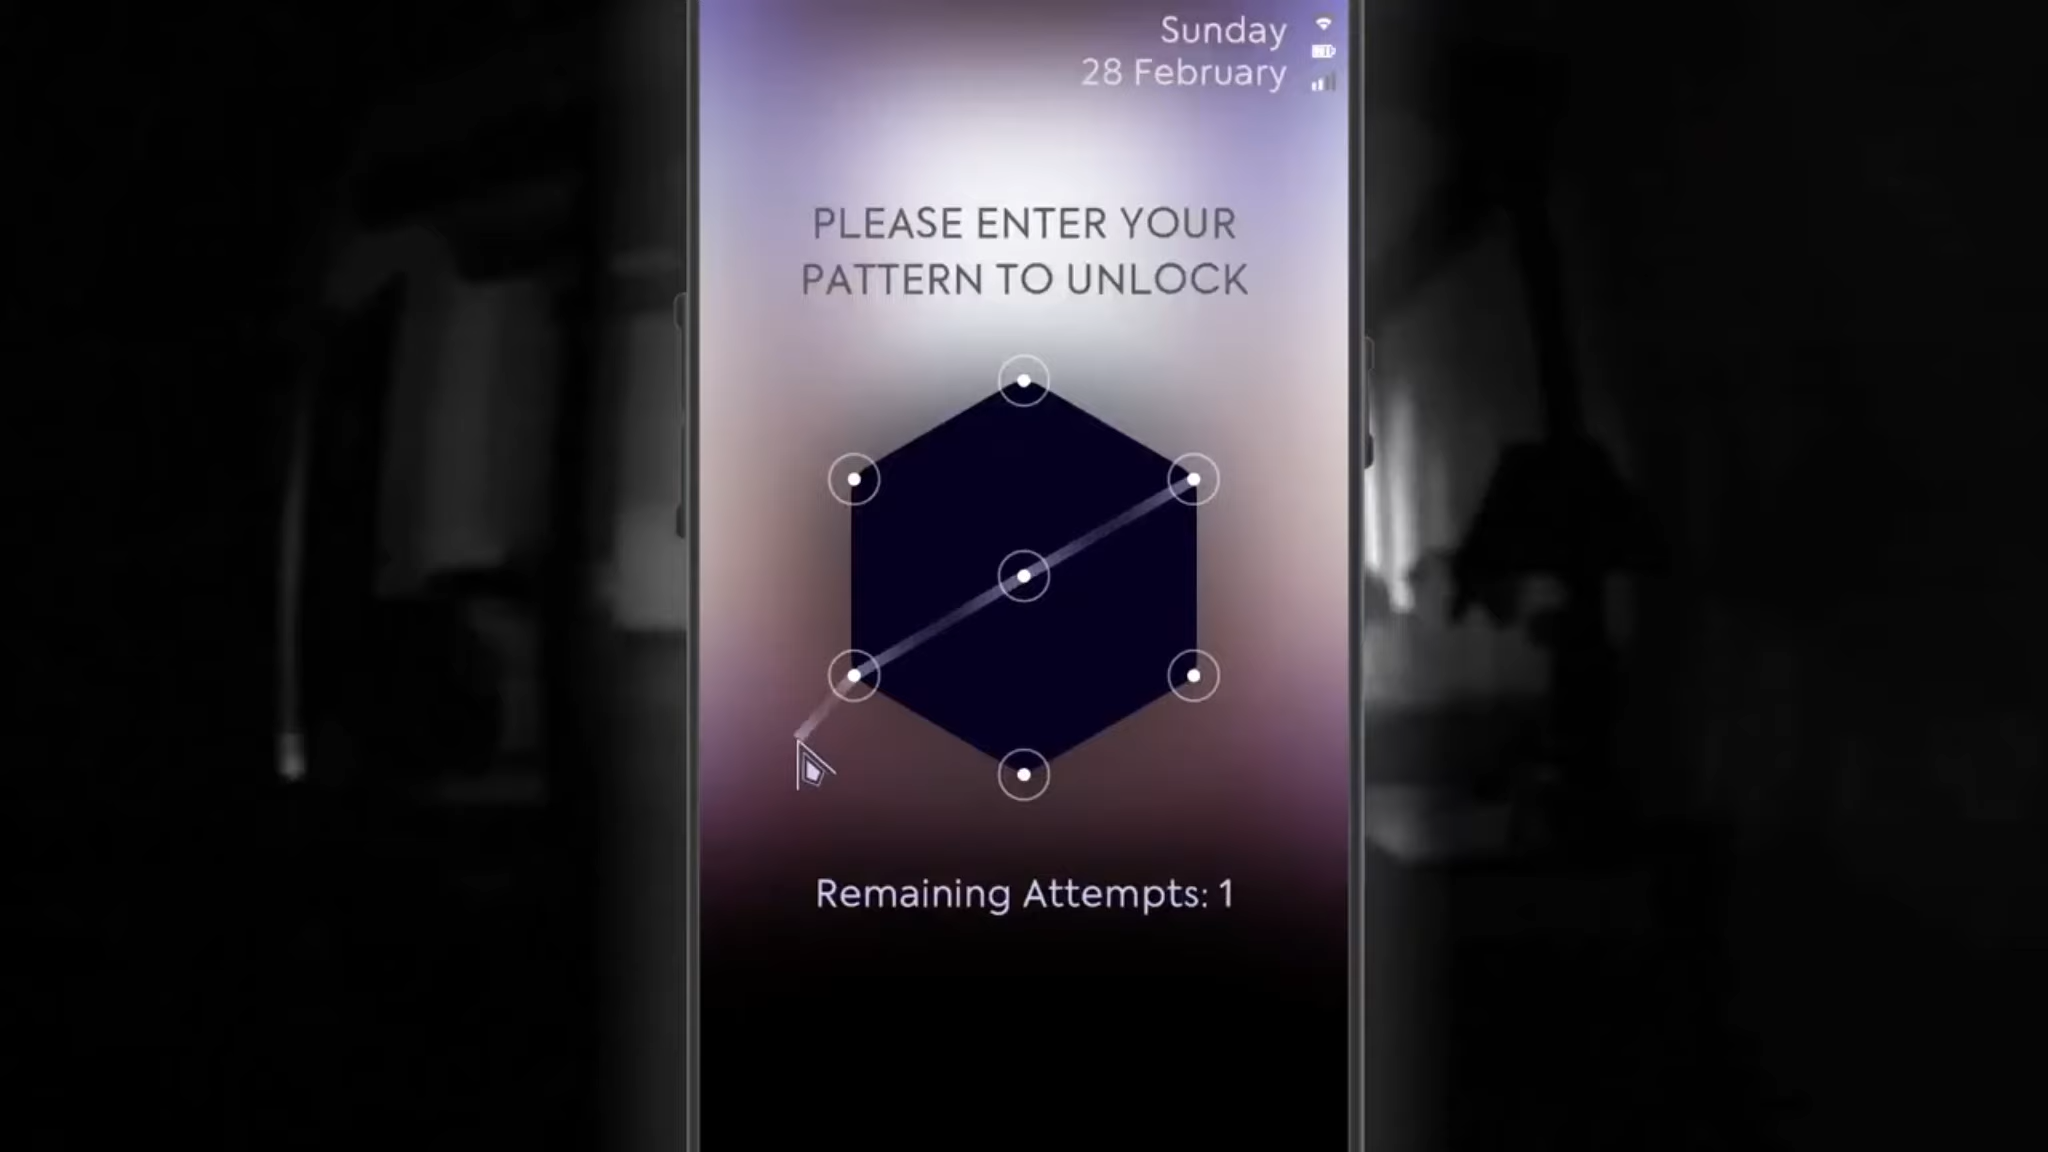 Sunday
28 February
PLEASE ENTER YOUR
PATTERN TO UNLOCK
Remaining Attempts: 1